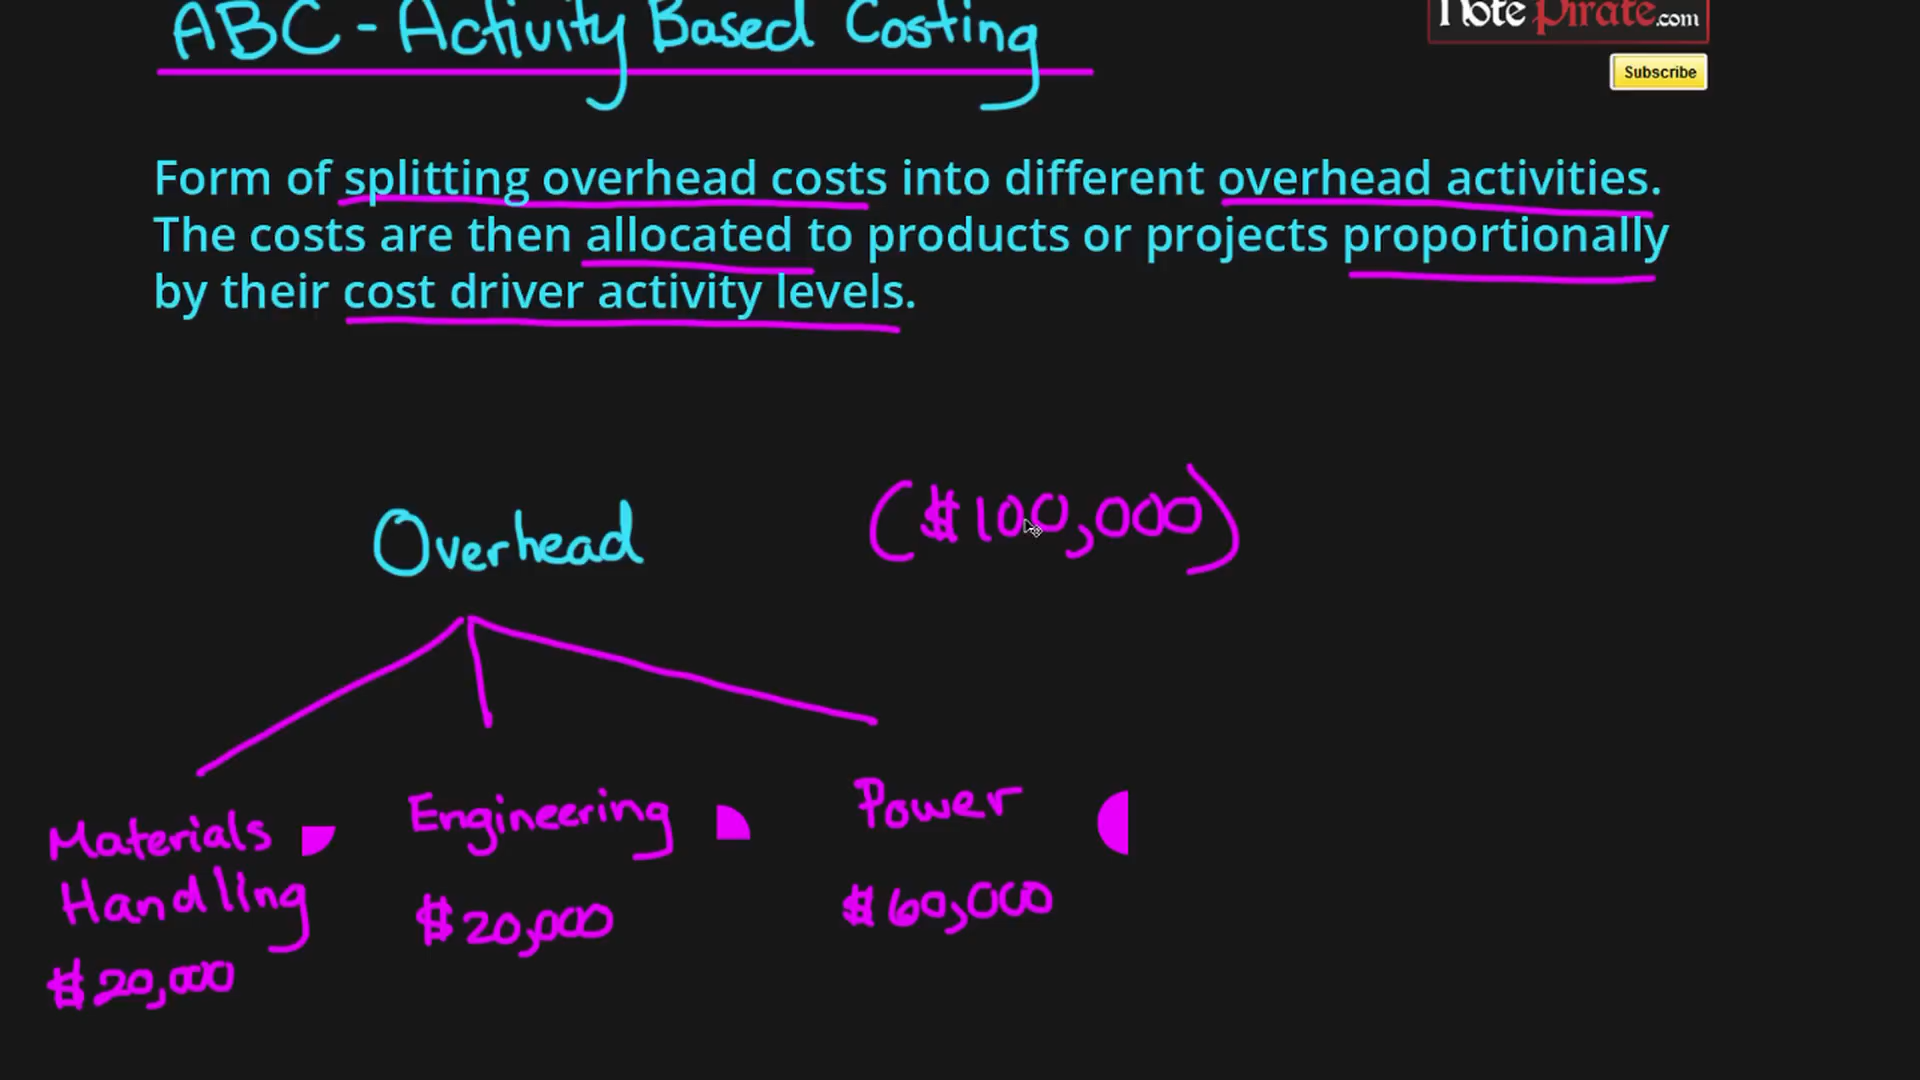 ABC - Activity Based Costing
Note Pirate.com
Subscribe
Form of splitting overhead costs into different overhead activities.
The costs are then allocated to products or projects proportionally
by their cost driver activity levels.
Overhead
($100,000)
Materials
Handling
$20,000
Engineering
$20,000
Power
$60,000